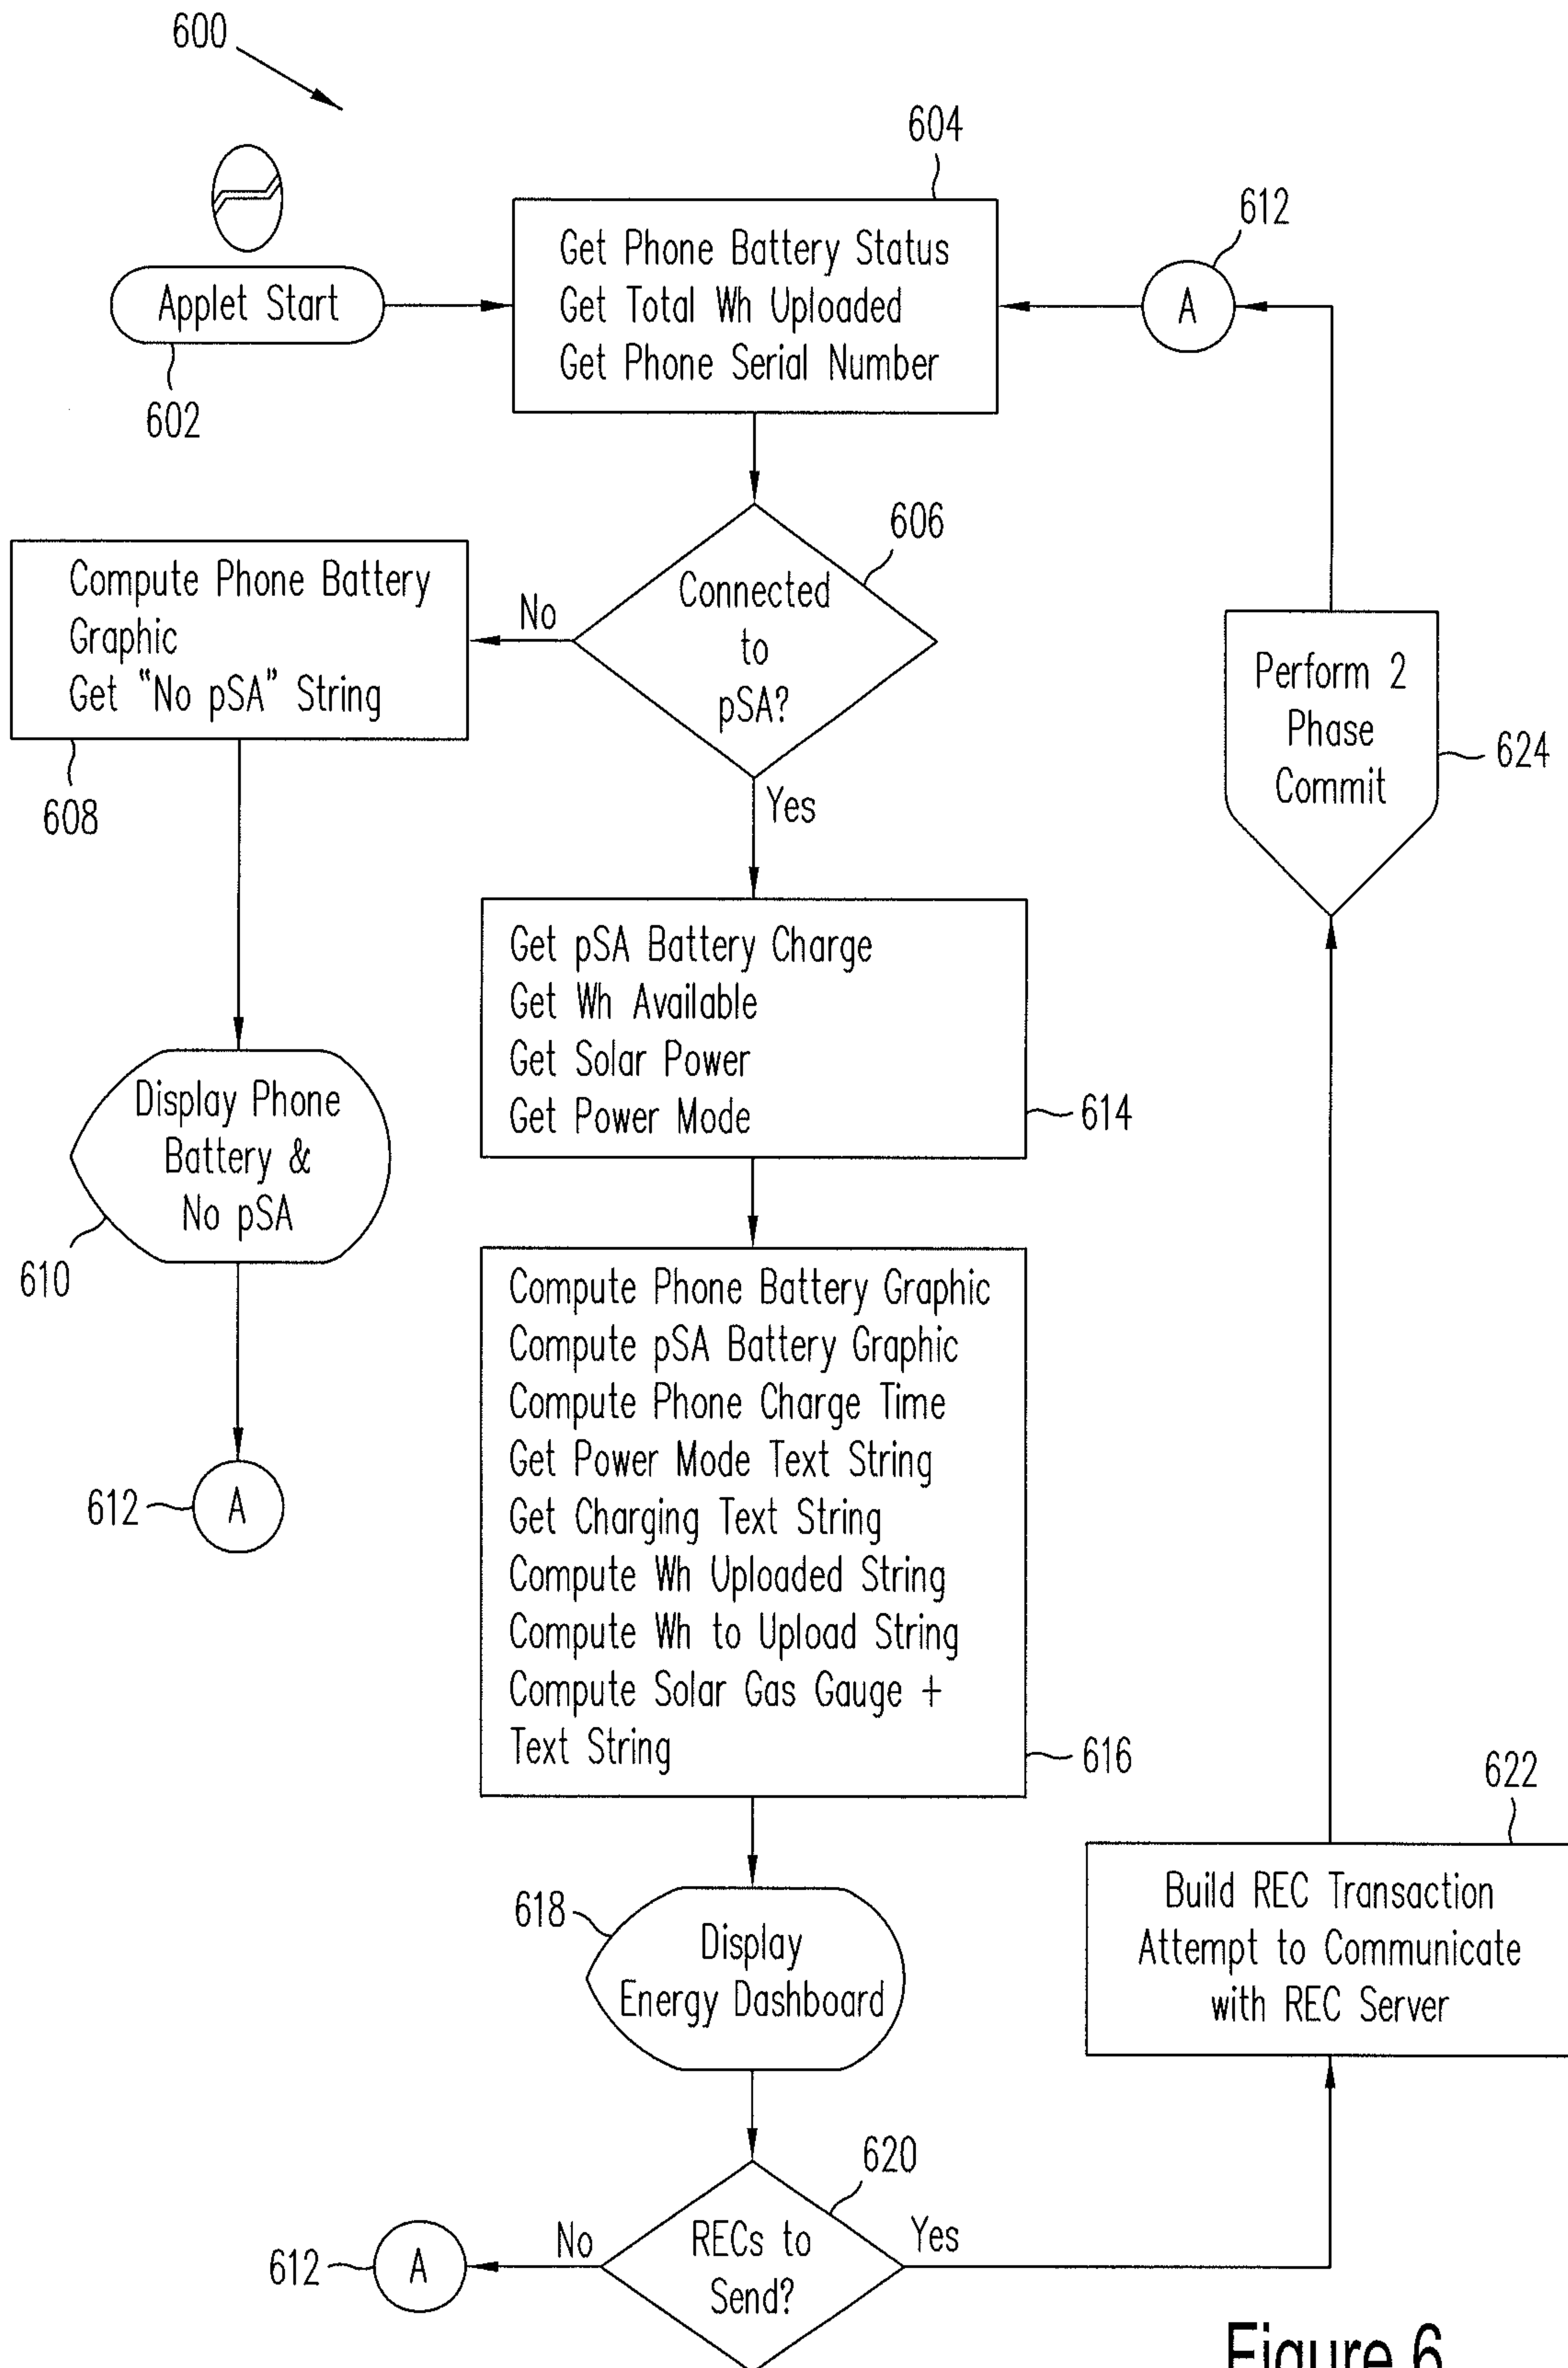 600
604
612
Get Phone Battery Status
Get Total Wh Uploaded
Get Phone Serial Number
A
Applet Start
602
606
Compute Phone Battery
Graphic
Get "No pSA" String
No
Connected
to
pSA?
608
Yes
Perform 2
Phase
Commit
624
Get pSA Battery Charge
Get Wh Available
Get Solar Power
Get Power Mode
614
Display Phone
Battery &
No pSA
610
612
A
Compute Phone Battery Graphic
Compute pSA Battery Graphic
Compute Phone Charge Time
Get Power Mode Text String
Get Charging Text String
Compute Wh Uploaded String
Compute Wh to Upload String
Compute Solar Gas Gauge +
Text String
616
622
618
Display
Energy Dashboard
Build REC Transaction
Attempt to Communicate
with REC Server
620
612
A
No
RECs to
Send?
Yes
Figure 6